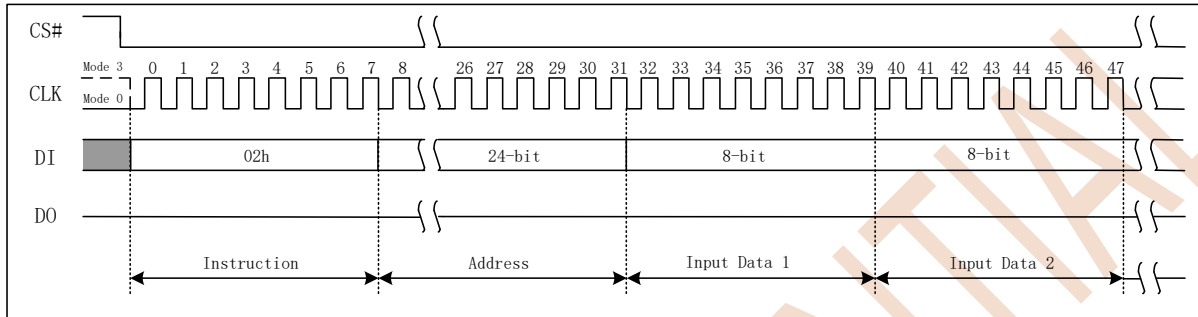 CS#
Mode 3 0 1 2 3 4 5 6 7 8 26 27 28 29 30 31 32 33 34 35 36 37 38 39 40 41 42 43 44 45 46 47
CLK
Mode 0
DI 02h 24-bit 8-bit 8-bit
DO
Instruction Address Input Data 1 Input Data 2